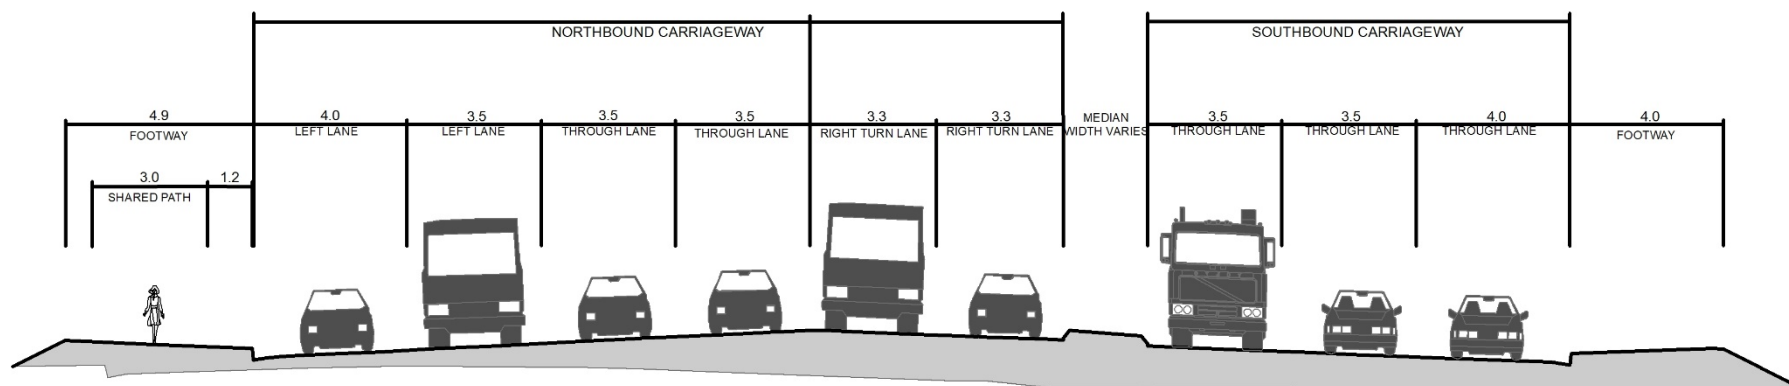 NORTHBOUND CARRIAGEWAY
SOUTHBOUND CARRIAGEWAY
4.9
FOOTWAY
4.0
LEFT LANE
3.5
LEFT LANE
3.5
THROUGH LANE
3.5
THROUGH LANE
3.3
RIGHT TURN LANE
3.3
RIGHT TURN LANE
MEDIAN
WIDTH VARIES
3.5
THROUGH LANE
3.5
THROUGH LANE
4.0
THROUGH LANE
4.0
FOOTWAY
3.0
SHARED PATH
1.2